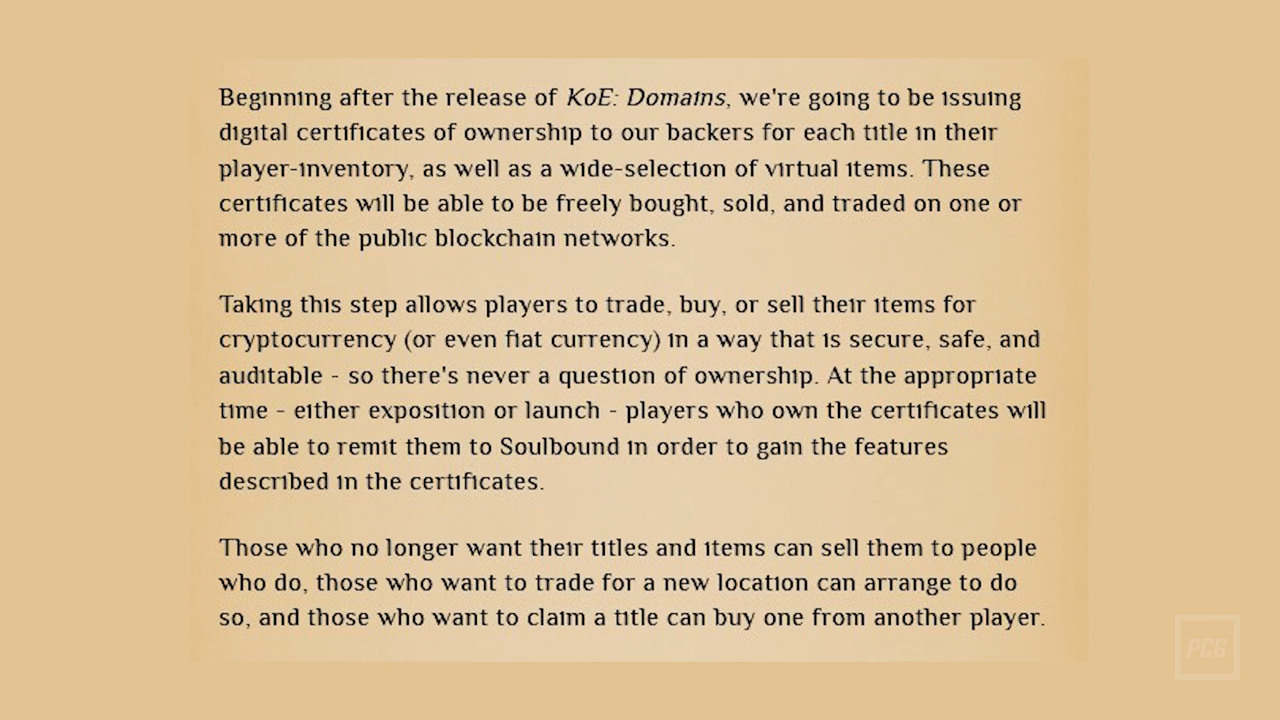 Beginning after the release of KoE: Domains, we're going to be issuing
digital certificates of ownership to our backers for each title in their
player-inventory, as well as a wide-selection of virtual items. These
certificates will be able to be freely bought, sold, and traded on one or
more of the public blockchain networks.
Taking this step allows players to trade, buy, or sell their items for
cryptocurrency (or even fiat currency) in a way that is secure, safe, and
auditable - so there's never a question of ownership. At the appropriate
time - either exposition or launch - players who own the certificates will
be able to remit them to Soulbound in order to gain the features
described in the certificates.
Those who no longer want their titles and items can sell them to people
who do, those who want to trade for a new location can arrange to do
so, and those who want to claim a title can buy one from another player.
PCG